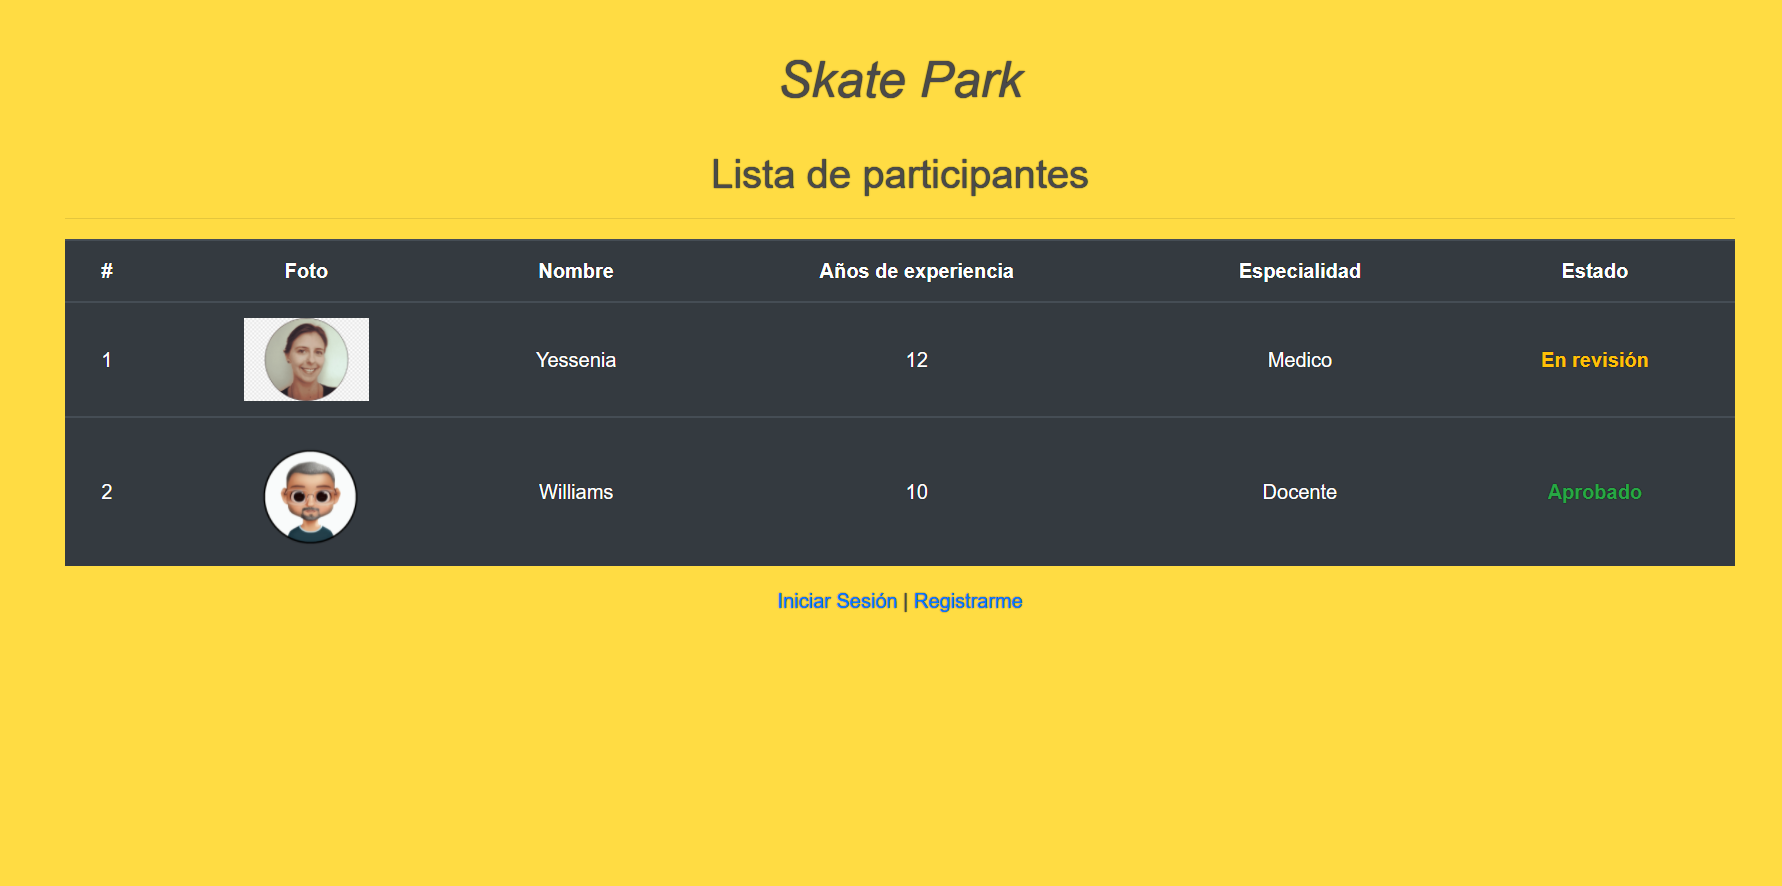 Skate Park
Lista de participantes
# Foto Nombre Años de experiencia Especialidad Estado
1 Yessenia 12 Medico En revisión
2 Williams 10 Docente Aprobado
Iniciar Sesión | Registrarme